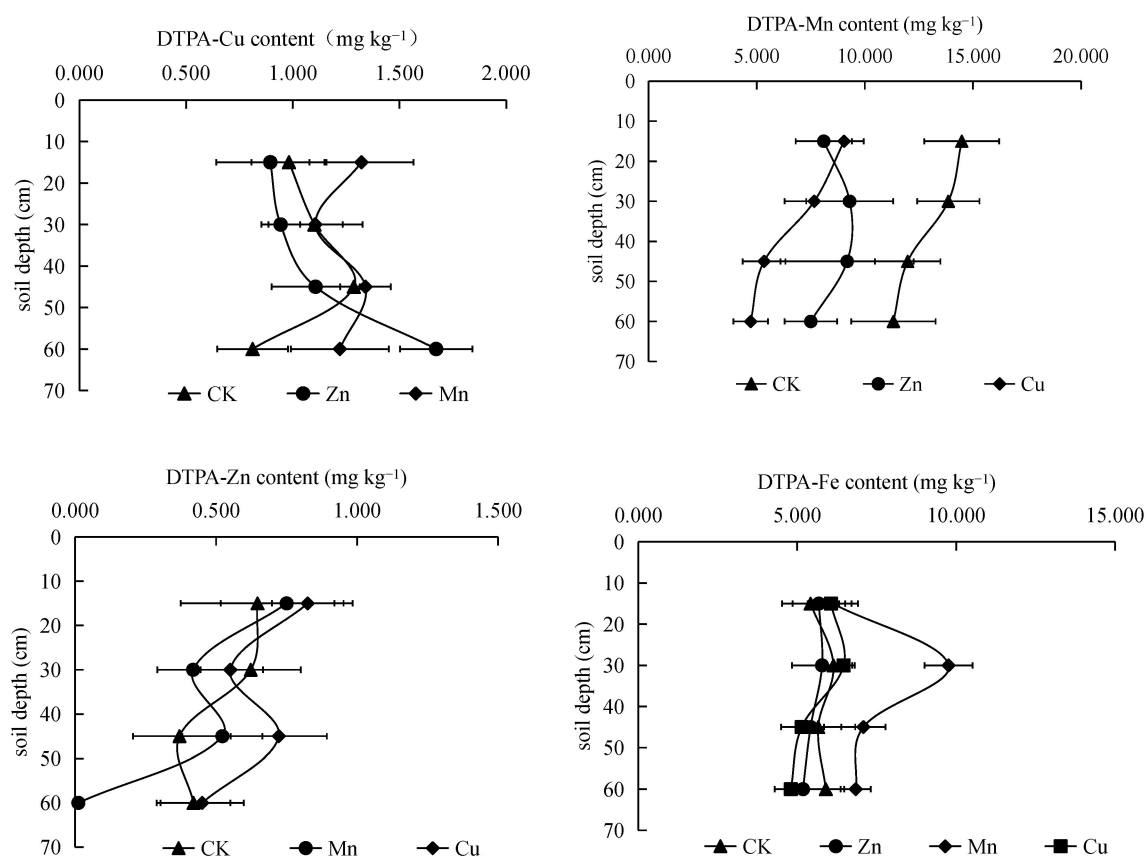 DTPA-Cu content（mg kg⁻¹）
0.000 0.500 1.000 1.500 2.000
0
10
20
30
40
50
60
70
soil depth (cm)
CK Zn Mn
DTPA-Mn content (mg kg⁻¹)
0.000 5.000 10.000 15.000 20.000
0
10
20
30
40
50
60
70
soil depth (cm)
CK Zn Cu
DTPA-Zn content (mg kg⁻¹)
0.000 0.500 1.000 1.500
0
10
20
30
40
50
60
70
soil depth (cm)
CK Mn Cu
DTPA-Fe content (mg kg⁻¹)
0.000 5.000 10.000 15.000
0
10
20
30
40
50
60
70
soil depth (cm)
CK Zn Mn Cu